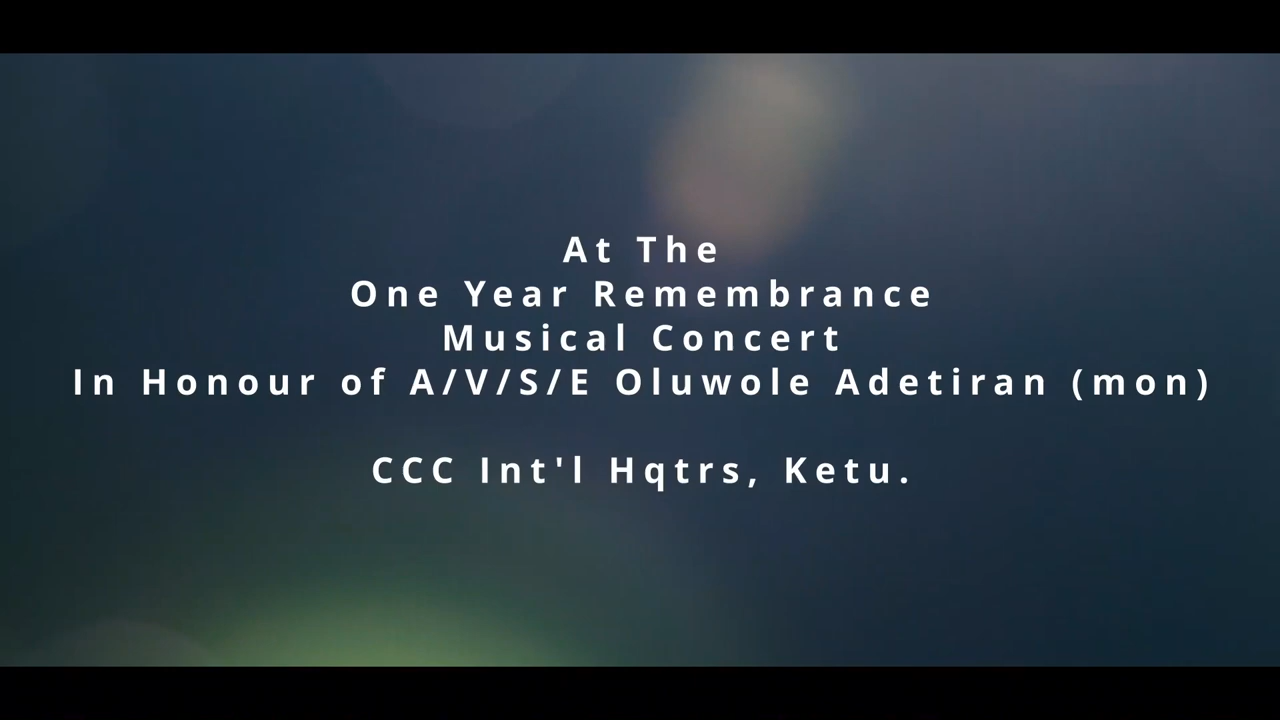 At The
One Year Remembrance
Musical Concert
In Honour of A/V/S/E Oluwole Adetiran (mon)
CCC Int'l Hqtrs, Ketu.